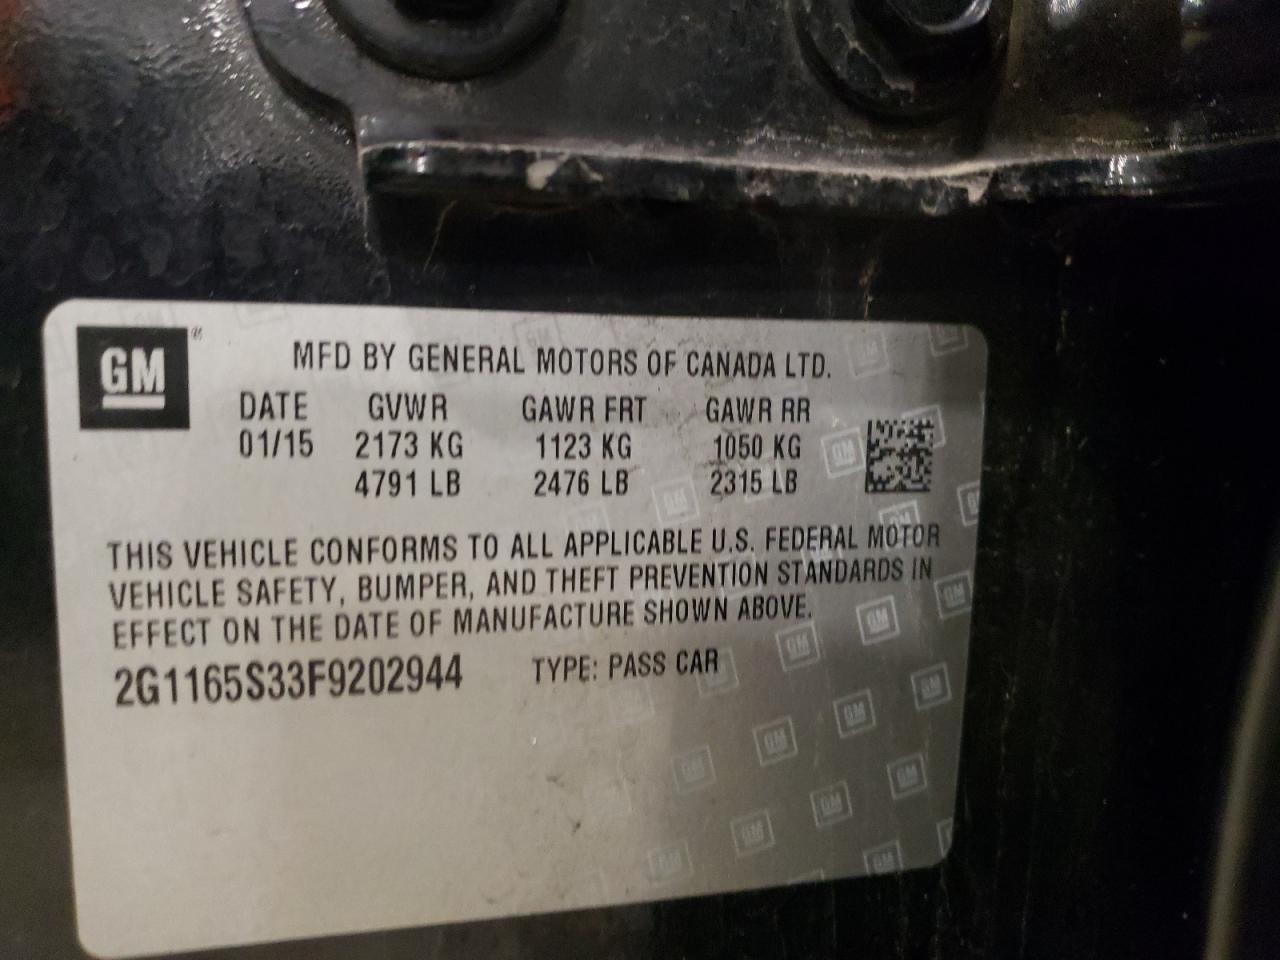 GM ®
MFD BY GENERAL MOTORS OF CANADA LTD.
DATE GVWR GAWR FRT GAWR RR
01/15 2173 KG 1123 KG 1050 KG
4791 LB 2476 LB 2315 LB
THIS VEHICLE CONFORMS TO ALL APPLICABLE U.S. FEDERAL MOTOR
VEHICLE SAFETY, BUMPER, AND THEFT PREVENTION STANDARDS IN
EFFECT ON THE DATE OF MANUFACTURE SHOWN ABOVE.
2G1165S33F9202944 TYPE: PASS CAR